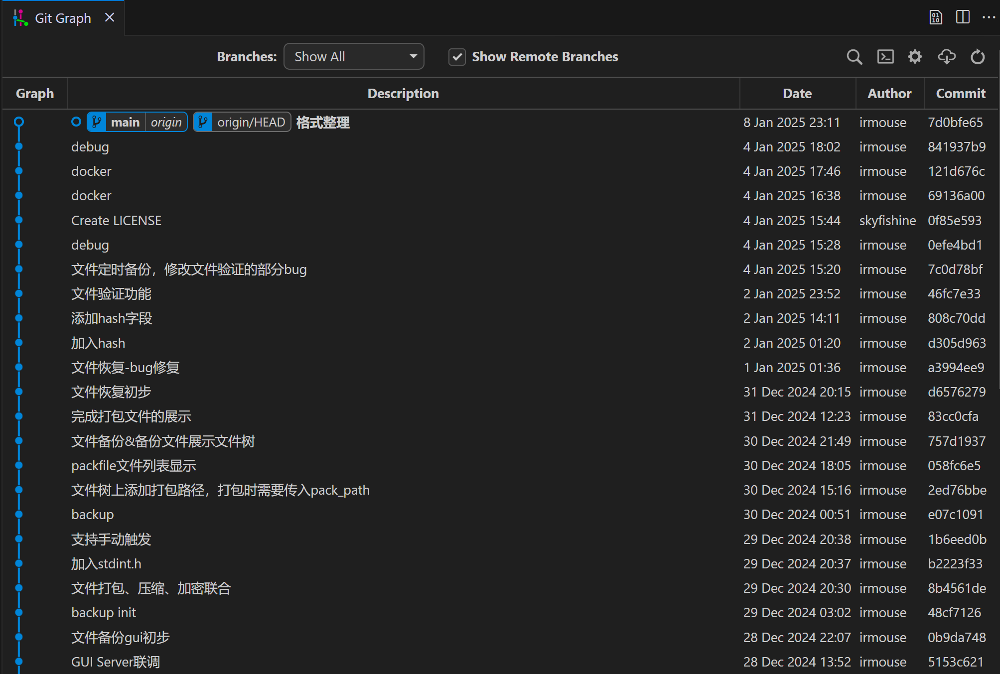 Git Graph
Branches: Show All Show Remote Branches
Graph Description Date Author Commit
main origin origin/HEAD 格式整理 8 Jan 2025 23:11 irmouse 7d0bfe65
debug 4 Jan 2025 18:02 irmouse 841937b9
docker 4 Jan 2025 17:46 irmouse 121d676c
docker 4 Jan 2025 16:38 irmouse 69136a00
Create LICENSE 4 Jan 2025 15:44 skyfishine 0f85e593
debug 4 Jan 2025 15:28 irmouse 0efe4bd1
文件定时备份，修改文件验证的部分bug 4 Jan 2025 15:20 irmouse 7c0d78bf
文件验证功能 2 Jan 2025 23:52 irmouse 46fc7e33
添加hash字段 2 Jan 2025 14:11 irmouse 808c70dd
加入hash 2 Jan 2025 01:20 irmouse d305d963
文件恢复-bug修复 1 Jan 2025 01:36 irmouse a3994ee9
文件恢复初步 31 Dec 2024 20:15 irmouse d6576279
完成打包文件的展示 31 Dec 2024 12:23 irmouse 83cc0cfa
文件备份&备份文件展示文件树 30 Dec 2024 21:49 irmouse 757d1937
packfile文件列表显示 30 Dec 2024 18:05 irmouse 058fc6e5
文件树上添加打包路径，打包时需要传入pack_path 30 Dec 2024 15:16 irmouse 2ed76bbe
backup 30 Dec 2024 00:51 irmouse e07c1091
支持手动触发 29 Dec 2024 20:38 irmouse 1b6eed0b
加入stdint.h 29 Dec 2024 20:37 irmouse b2223f33
文件打包、压缩、加密联合 29 Dec 2024 20:30 irmouse 8b4561de
backup init 29 Dec 2024 03:02 irmouse 48cf7126
文件备份gui初步 28 Dec 2024 22:07 irmouse 0b9da748
GUI Server联调 28 Dec 2024 13:52 irmouse 5153c621